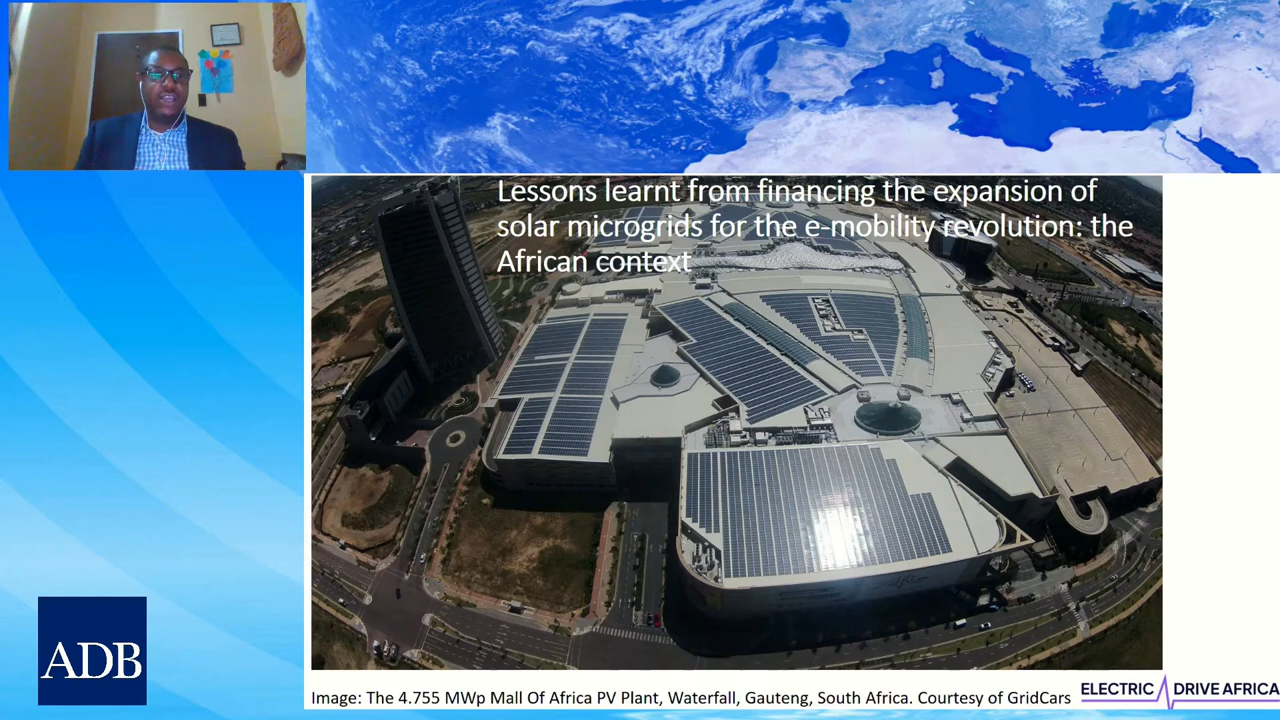 Lessons learnt from financing the expansion of
solar microgrids for the e-mobility revolution: the
African context
ADB
Image: The 4.755 MWp Mall Of Africa PV Plant, Waterfall, Gauteng, South Africa. Courtesy of GridCars
ELECTRIC DRIVE AFRICA